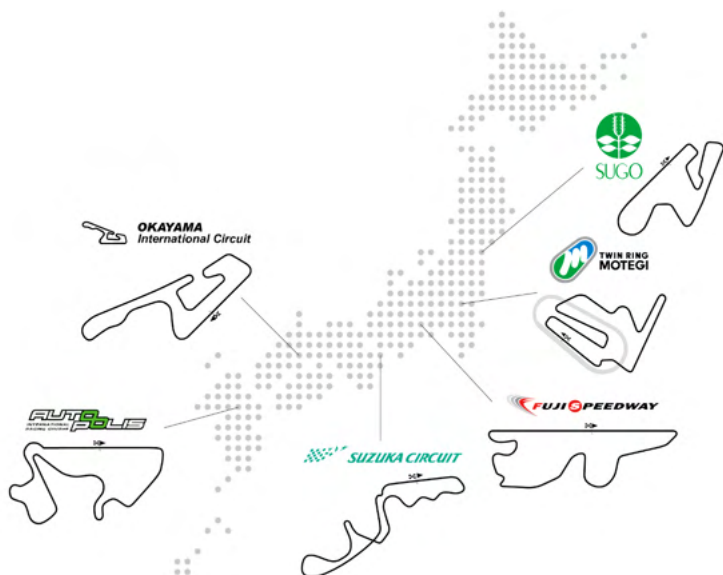 SUGO
OKAYAMA
International Circuit
TWIN RING
MOTEGI
FUJI SPEEDWAY
AUTOPOLIS
INTERNATIONAL
RACING COURSE
SUZUKA CIRCUIT